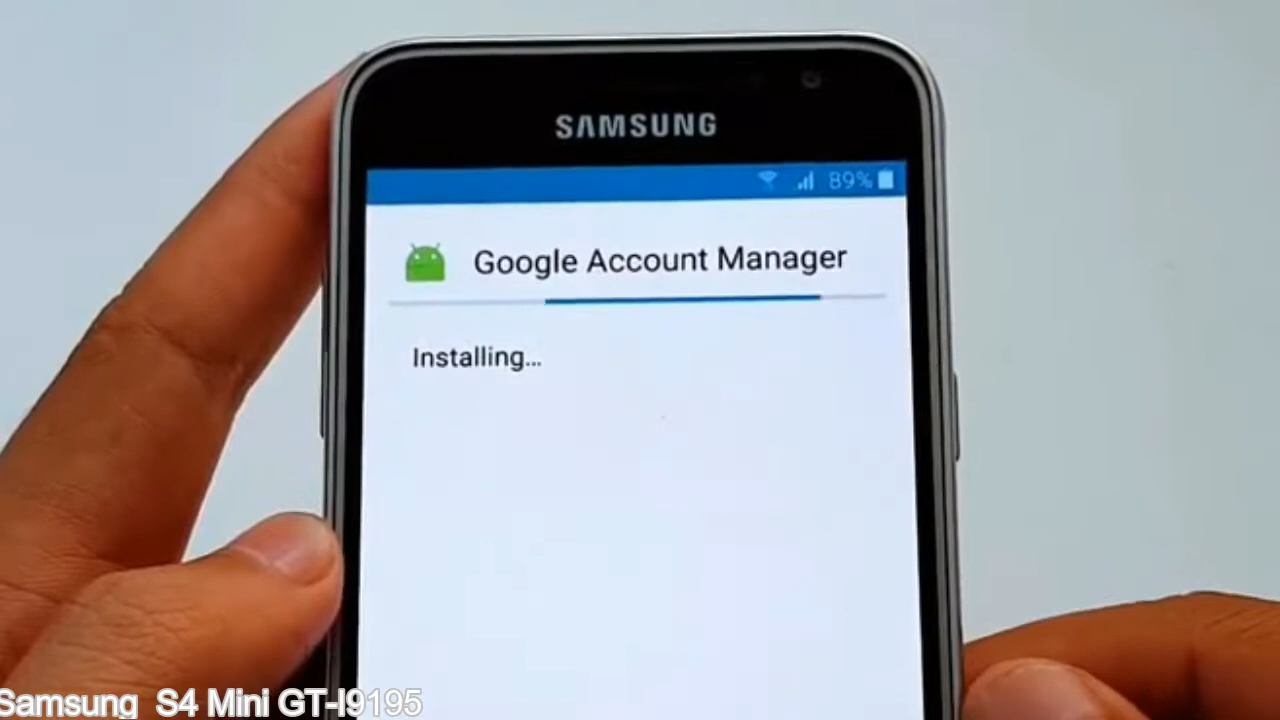 SAMSUNG
89%
Google Account Manager
Installing...
Samsung  S4 Mini GT-I9195